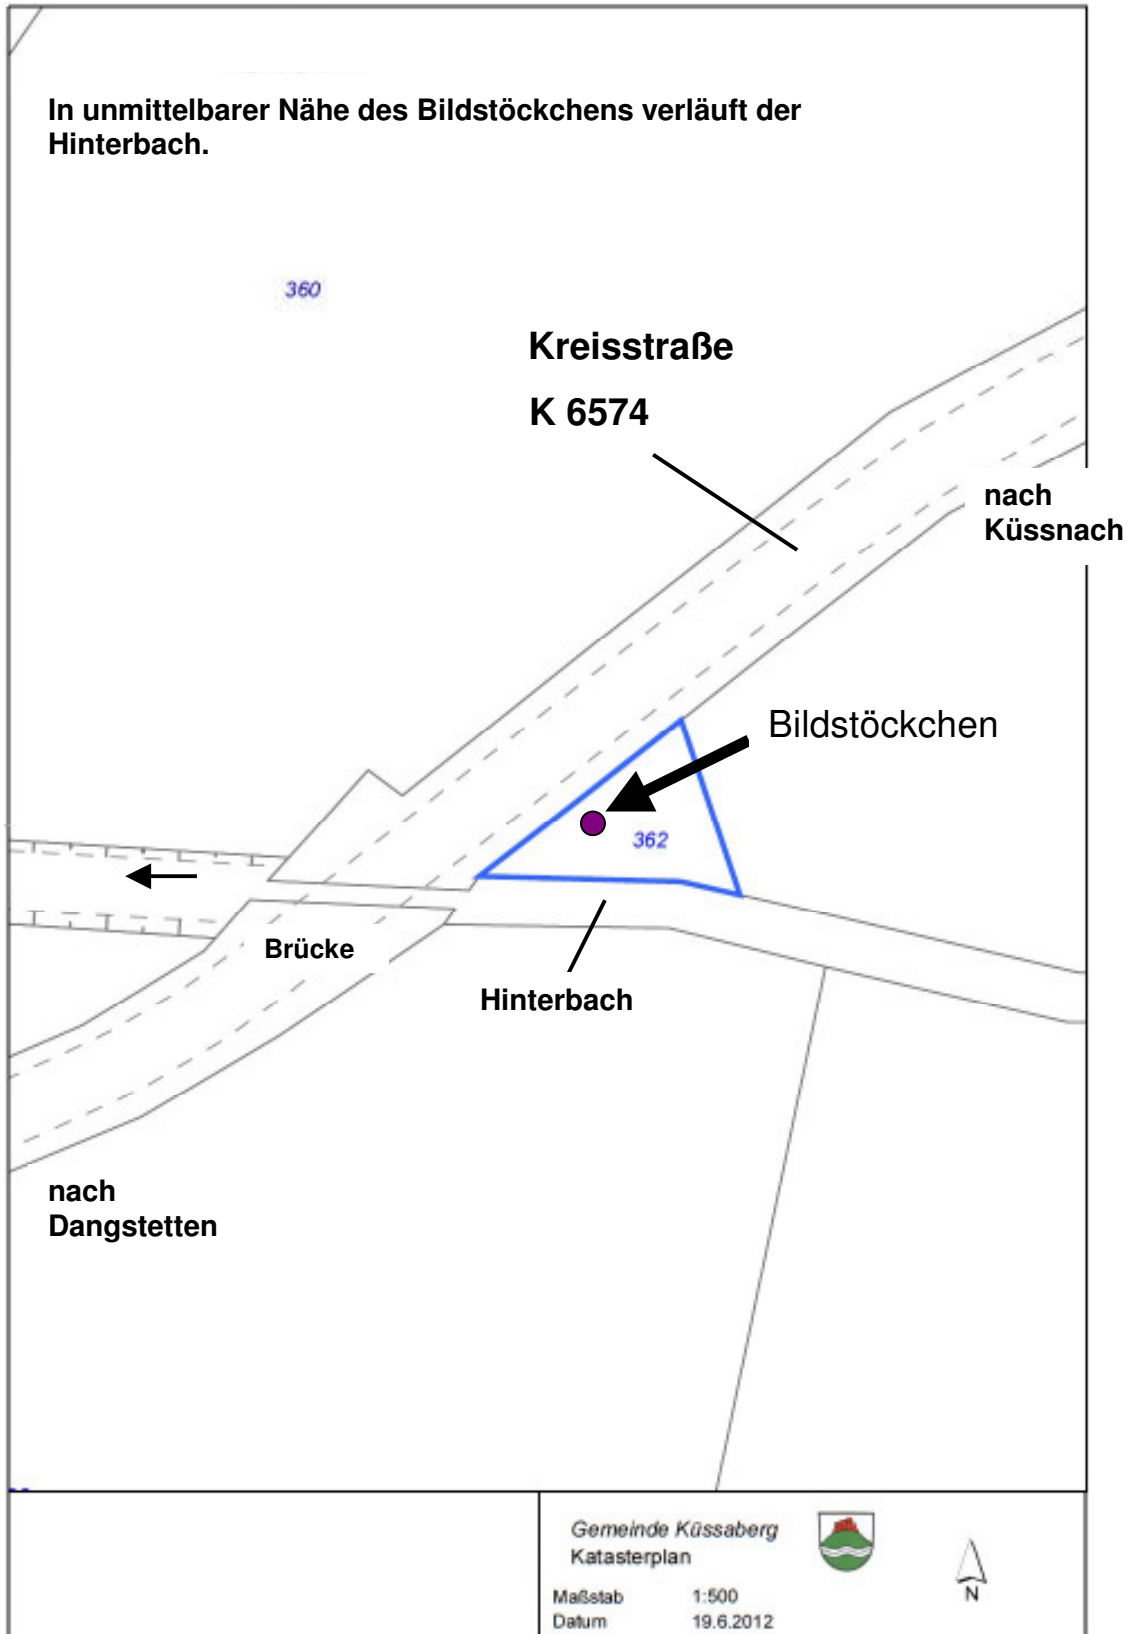 In unmittelbarer Nähe des Bildstöckchens verläuft der
Hinterbach.
360
Kreisstraße
K 6574
nach
Küssnach
Bildstöckchen
362
Brücke
Hinterbach
nach
Dangstetten
Gemeinde Küssaberg
Katasterplan
Maßstab 1:500
Datum 19.6.2012
N